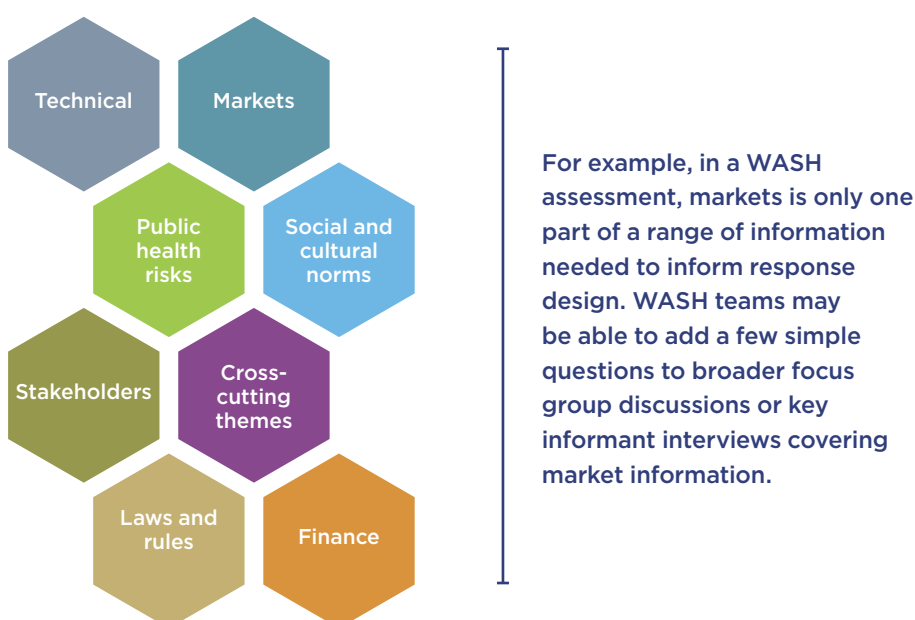 Technical
Markets
Public
health
risks
Social and
cultural
norms
Stakeholders
Cross-
cutting
themes
Laws and
rules
Finance
For example, in a WASH
assessment, markets is only one
part of a range of information
needed to inform response
design. WASH teams may
be able to add a few simple
questions to broader focus
group discussions or key
informant interviews covering
market information.